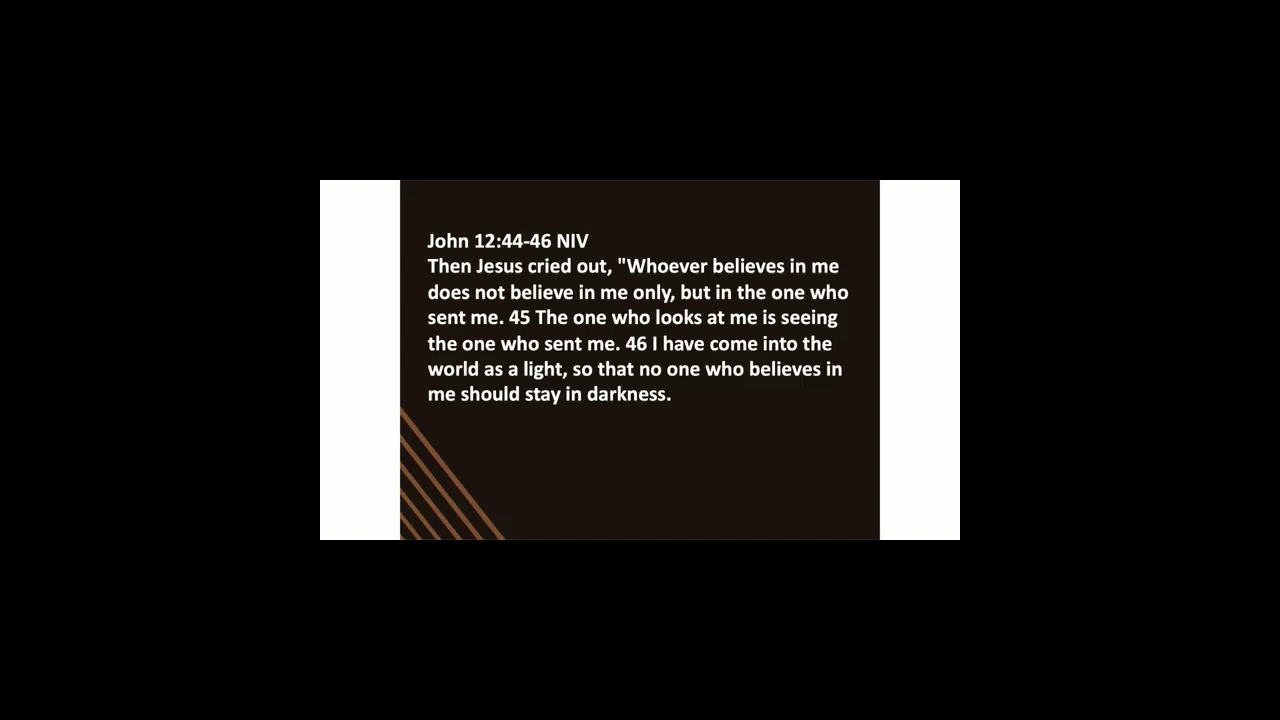 John 12:44-46 NIV
Then Jesus cried out, "Whoever believes in me
does not believe in me only, but in the one who
sent me. 45 The one who looks at me is seeing
the one who sent me. 46 I have come into the
world as a light, so that no one who believes in
me should stay in darkness.